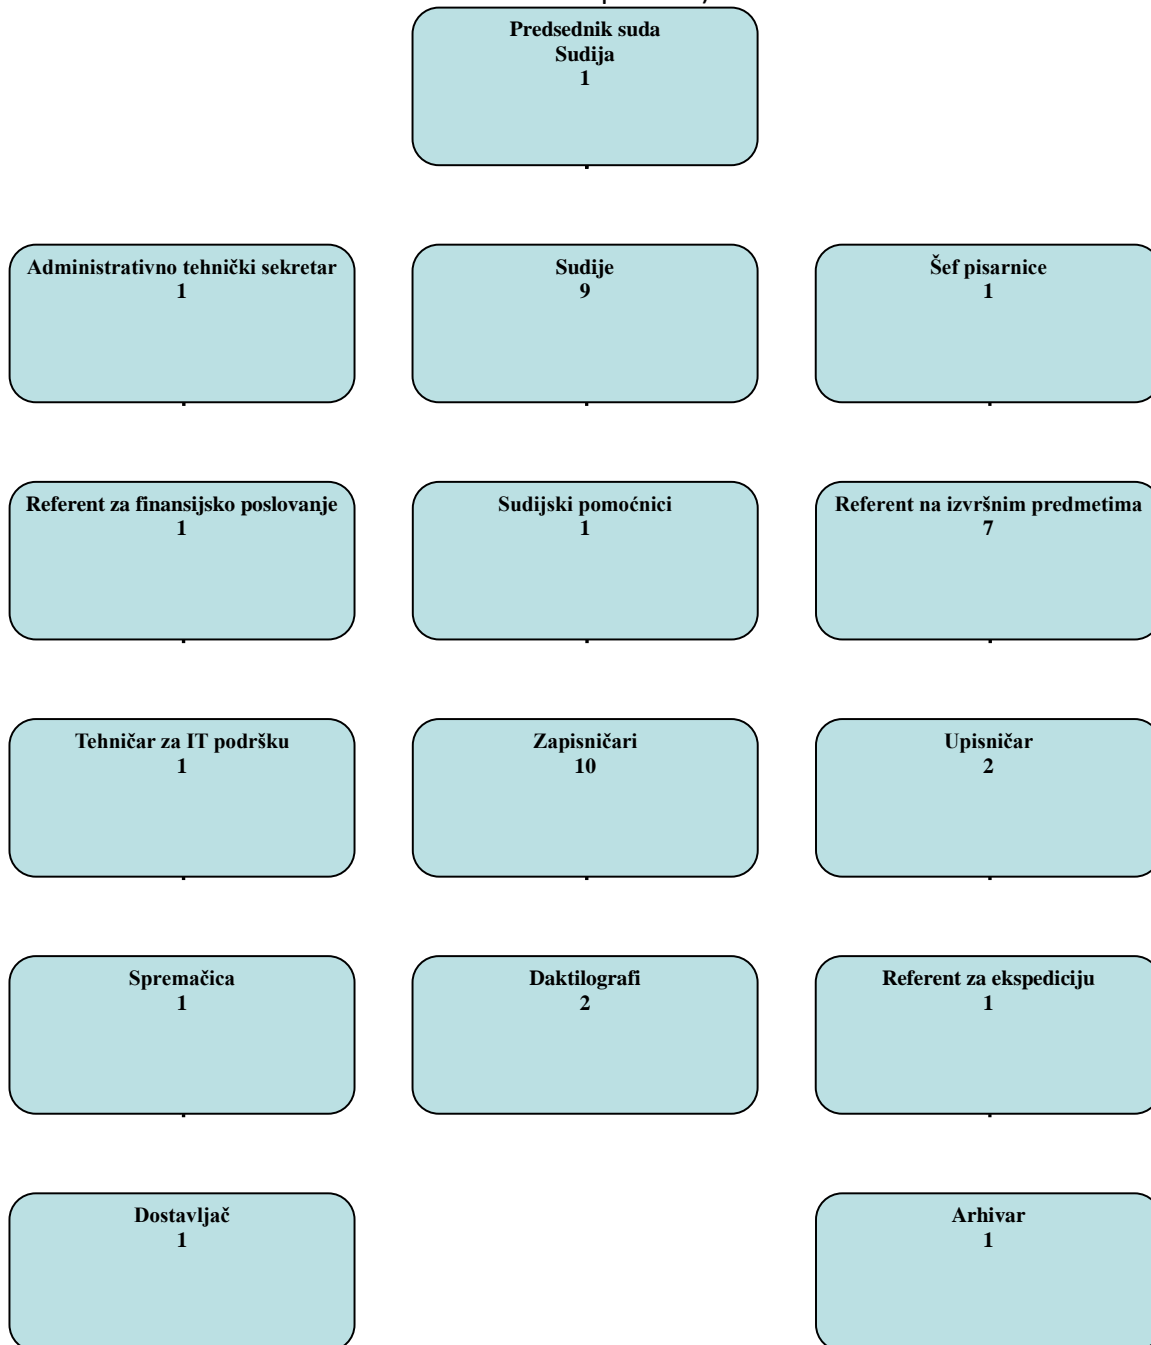 Predsednik suda
Sudija
1
Administrativno tehnički sekretar
1
Sudije
9
Šef pisarnice
1
Referent za finansijsko poslovanje
1
Sudijski pomoćnici
1
Referent na izvršnim predmetima
7
Tehničar za IT podršku
1
Zapisničari
10
Upisničar
2
Spremačica
1
Daktilografi
2
Referent za ekspediciju
1
Dostavljač
1
Arhivar
1